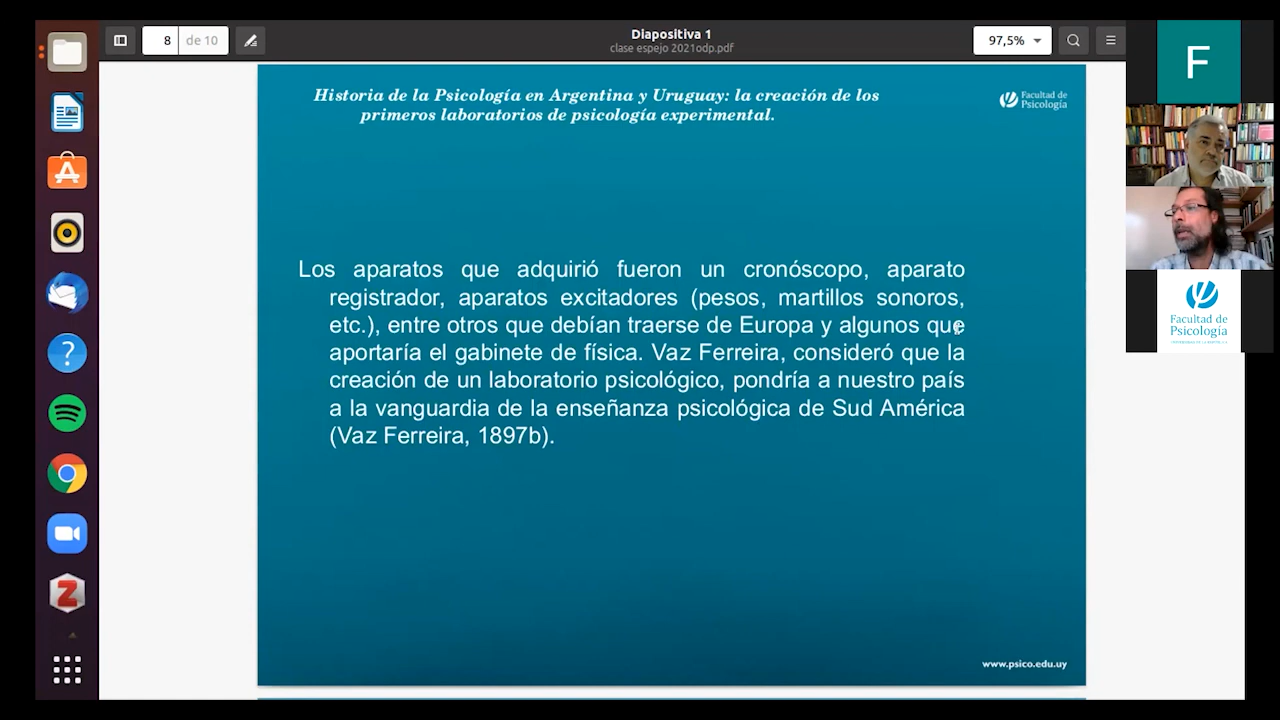 8
de 10
Diapositiva 1
clase espejo 2021odp.pdf
97,5%
Historia de la Psicología en Argentina y Uruguay: la creación de los
primeros laboratorios de psicología experimental.
Facultad de
Psicología
Los aparatos que adquirió fueron un cronóscopo, aparato
registrador, aparatos excitadores (pesos, martillos sonoros,
etc.), entre otros que debían traerse de Europa y algunos que
aportaría el gabinete de física. Vaz Ferreira, consideró que la
creación de un laboratorio psicológico, pondría a nuestro país
a la vanguardia de la enseñanza psicológica de Sud América
(Vaz Ferreira, 1897b).
www.psico.edu.uy
F
Facultad de
Psicología